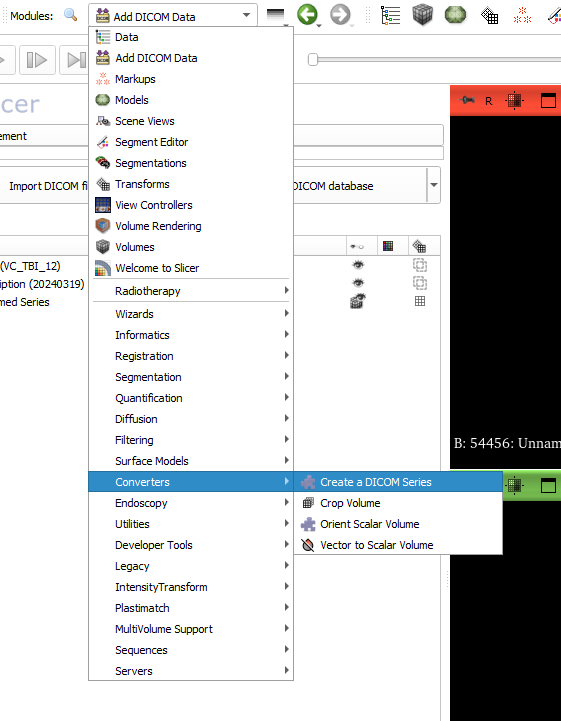 Modules:
Add DICOM Data
Data
Add DICOM Data
Markups
Models
Scene Views
Segment Editor
Segmentations
Transforms
View Controllers
Volume Rendering
Volumes
Welcome to Slicer
Radiotherapy
Wizards
Informatics
Registration
Segmentation
Quantification
Diffusion
Filtering
Surface Models
Converters
Endoscopy
Utilities
Developer Tools
Legacy
IntensityTransform
Plastimatch
MultiVolume Support
Sequences
Servers
Create a DICOM Series
Crop Volume
Orient Scalar Volume
Vector to Scalar Volume
icer
ement
Import DICOM fi
DICOM database
(VC_TBI_12)
iption (20240319)
med Series
R
B: 54456: Unnam